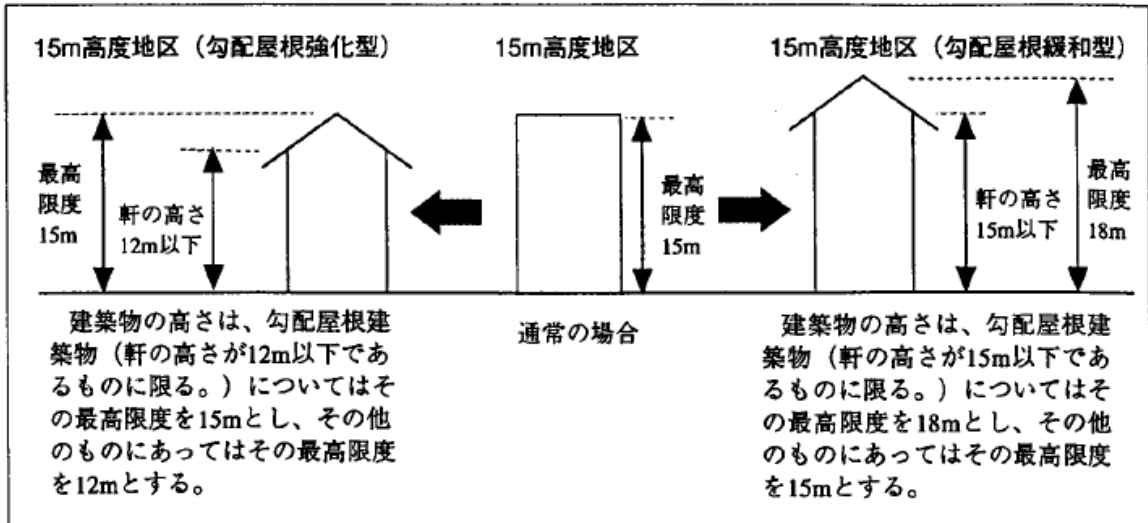 15m高度地区（勾配屋根強化型）
最高
限度
15m
軒の高さ
12m以下
建築物の高さは、勾配屋根建
築物（軒の高さが12m以下であ
るものに限る。）についてはそ
の最高限度を15mとし、その他
のものにあってはその最高限度
を12mとする。
15m高度地区
最高
限度
15m
通常の場合
15m高度地区（勾配屋根緩和型）
軒の高さ
15m以下
最高
限度
18m
建築物の高さは、勾配屋根建
築物（軒の高さが15m以下であ
るものに限る。）についてはそ
の最高限度を18mとし、その他
のものにあってはその最高限度
を15mとする。